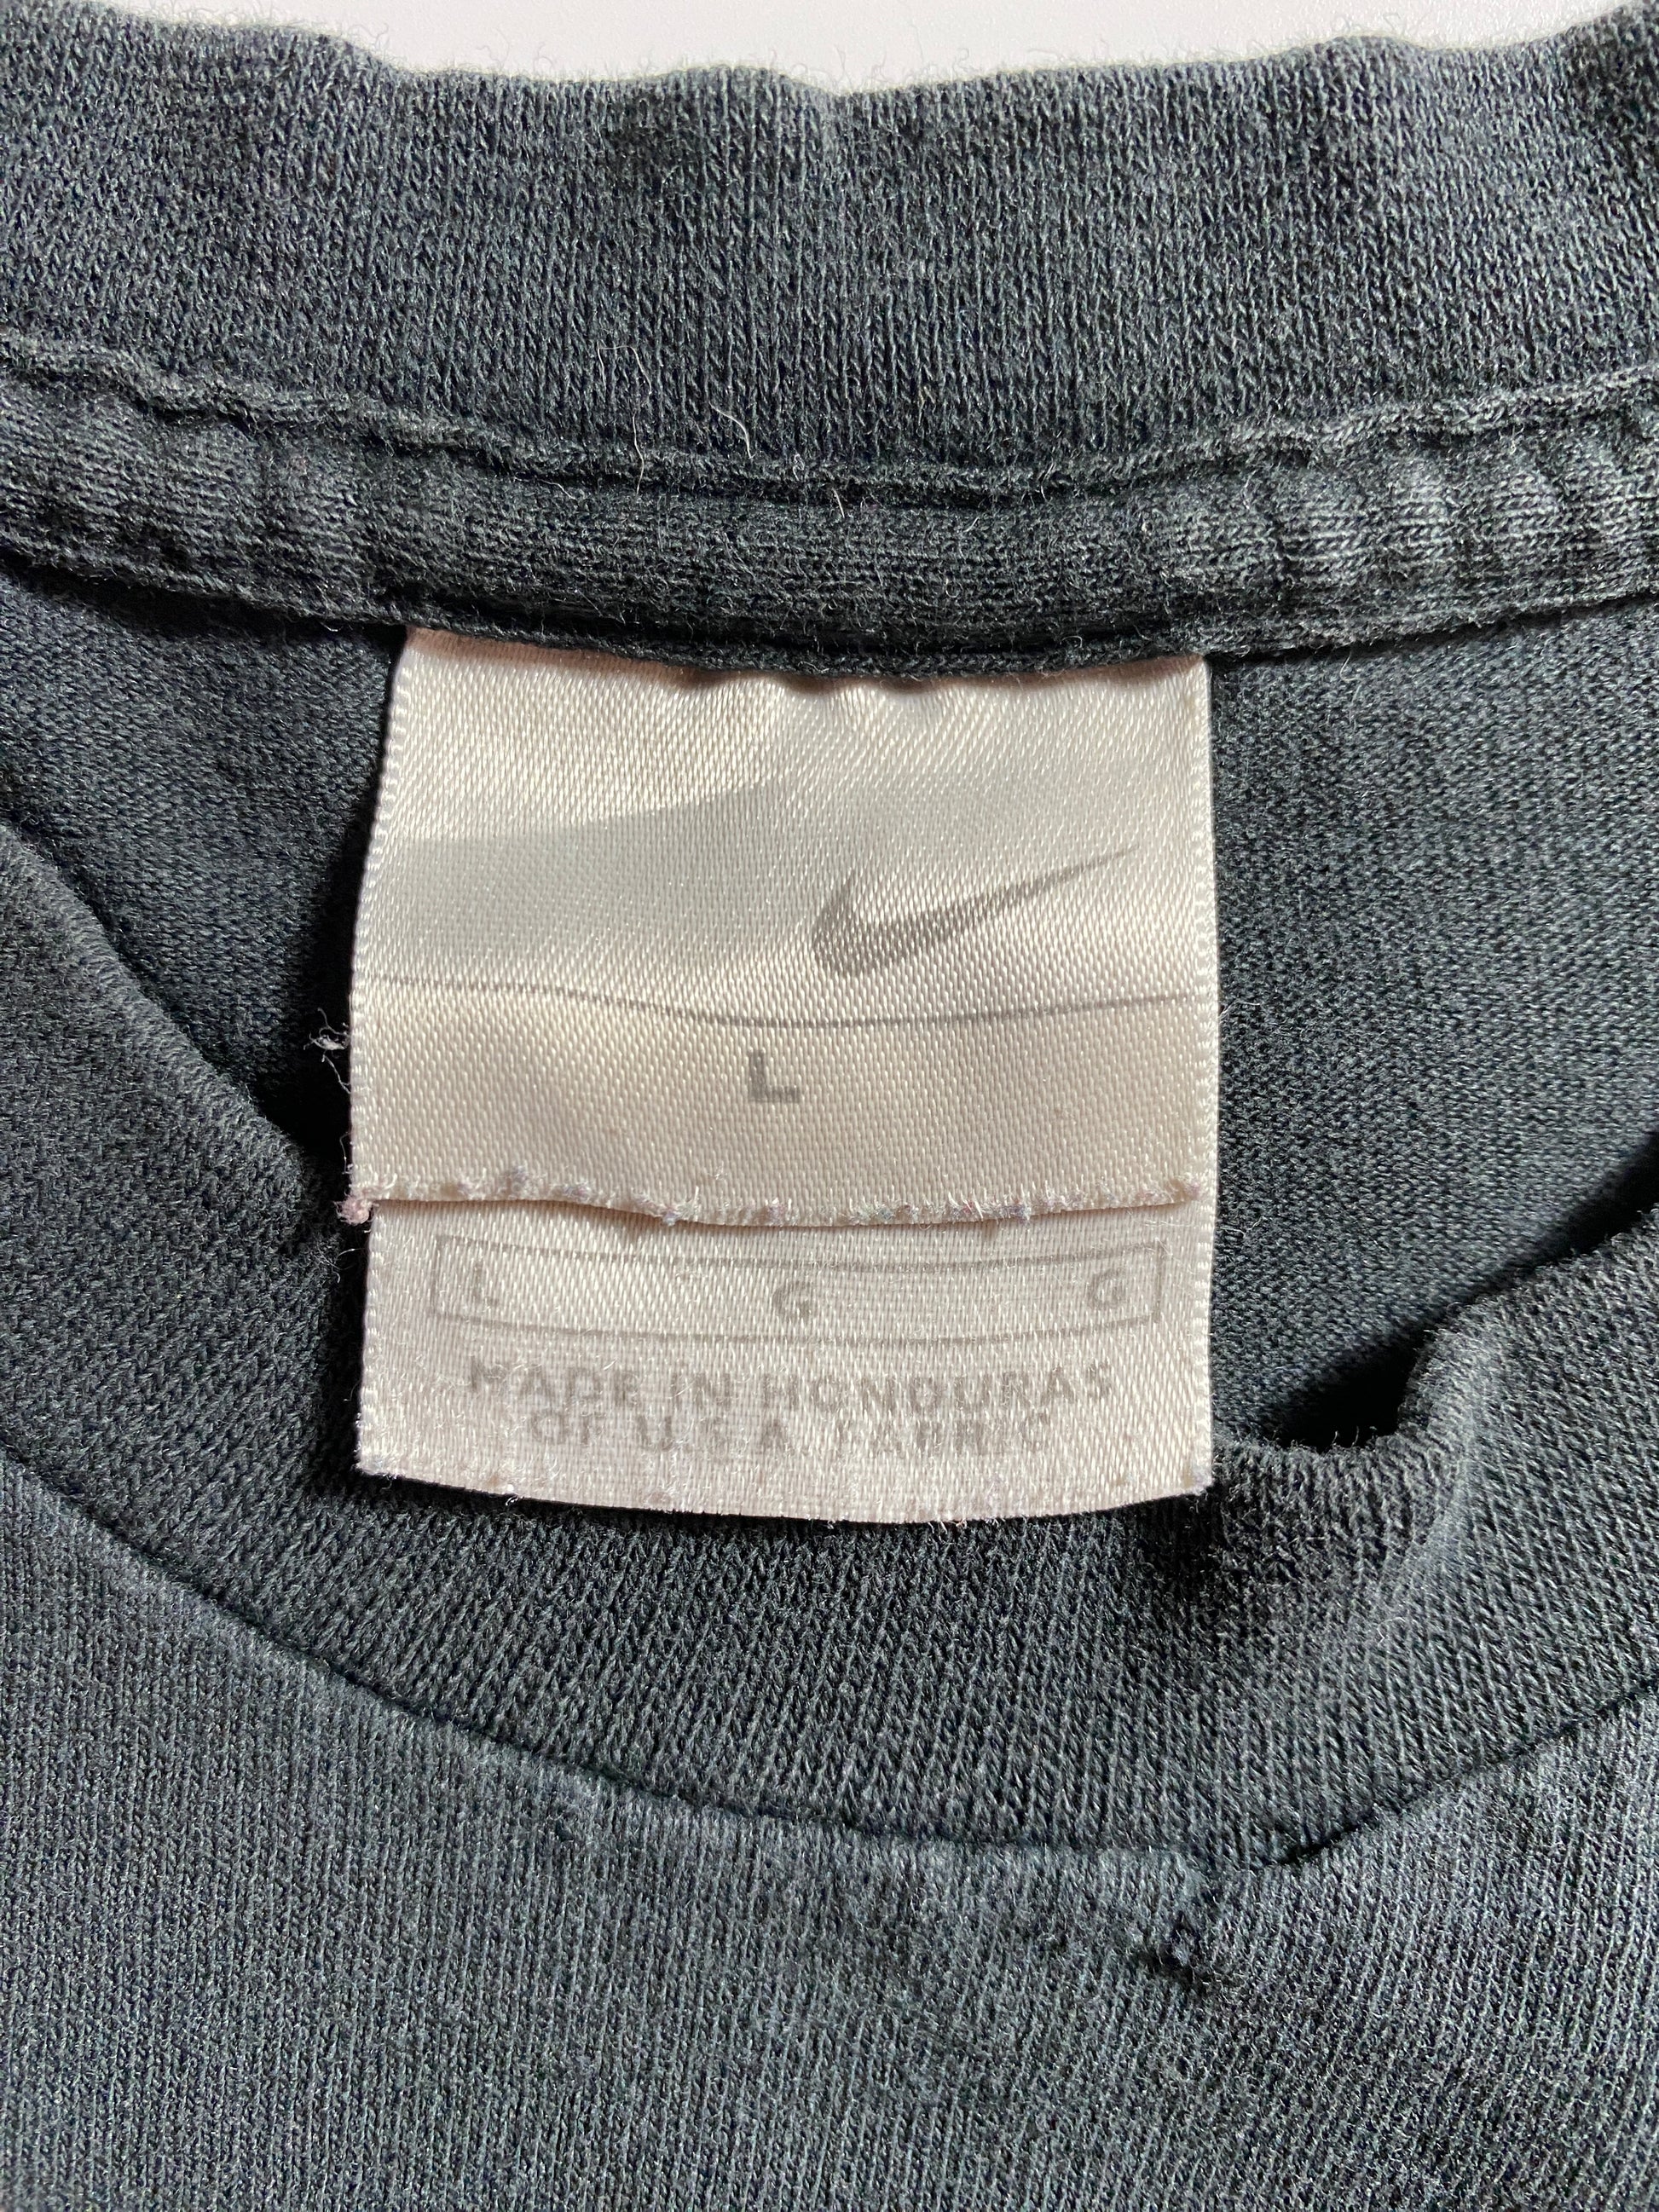 L
L G G
MADE IN HONDURAS
OF U.S.A. FABRIC